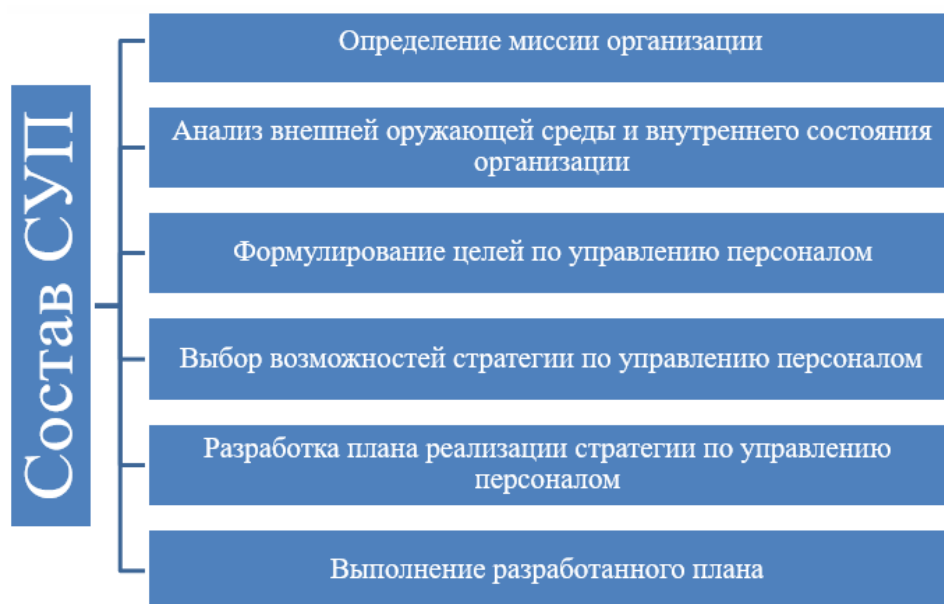 Состав СУП
Определение миссии организации
Анализ внешней оружающей среды и внутреннего состояния
организации
Формулирование целей по управлению персоналом
Выбор возможностей стратегии по управлению персоналом
Разработка плана реализации стратегии по управлению
персоналом
Выполнение разработанного плана